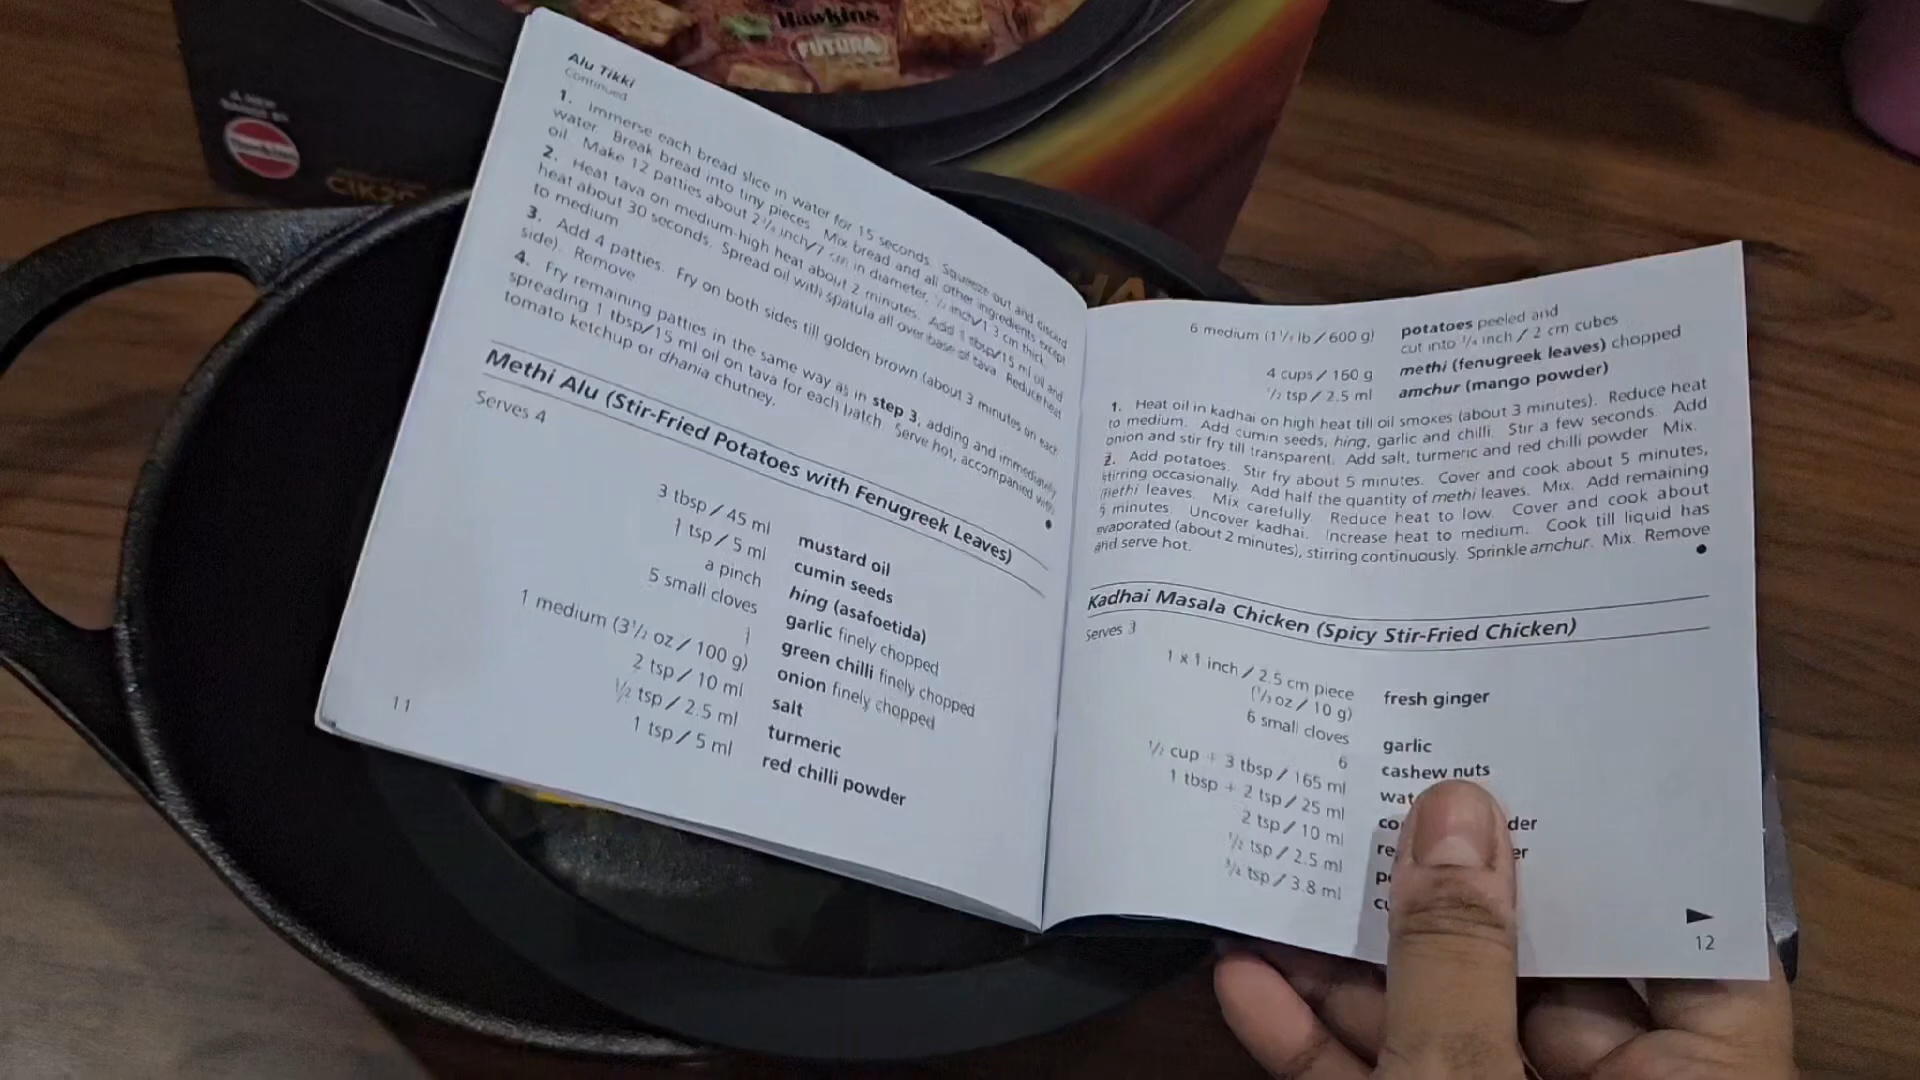 Hawkins
FUTURA
Alu Tikki
Continued
1. Immerse each bread slice in water for 15 seconds. Squeeze out and discard
water. Break bread into tiny pieces. Mix bread and all other ingredients except
oil. Make 12 patties about 2³/₄ inch/7 cm in diameter, ½ inch/1.3 cm thick.
2. Heat tava on medium-high heat about 2 minutes. Add 1 tbsp/15 ml oil and
heat about 30 seconds. Spread oil with spatula all over base of tava. Reduce heat
to medium
3. Add 4 patties. Fry on both sides till golden brown (about 3 minutes on each
side). Remove
4. Fry remaining patties in the same way as in step 3, adding and immediately
spreading 1 tbsp/15 ml oil on tava for each batch. Serve hot, accompanied with
tomato ketchup or dhania chutney.
Methi Alu (Stir-Fried Potatoes with Fenugreek Leaves)
Serves 4
3 tbsp / 45 ml mustard oil
1 tsp / 5 ml cumin seeds
a pinch hing (asafoetida)
5 small cloves garlic finely chopped
1 green chilli finely chopped
1 medium (3½ oz / 100 g) onion finely chopped
2 tsp / 10 ml salt
½ tsp / 2.5 ml turmeric
1 tsp / 5 ml red chilli powder
11
6 medium (1¹/₃ lb / 600 g) potatoes peeled and
cut into ³/₄ inch / 2 cm cubes
4 cups / 160 g methi (fenugreek leaves) chopped
½ tsp / 2.5 ml amchur (mango powder)
1. Heat oil in kadhai on high heat till oil smokes (about 3 minutes). Reduce heat
to medium. Add cumin seeds, hing, garlic and chilli. Stir a few seconds. Add
onion and stir fry till transparent. Add salt, turmeric and red chilli powder Mix.
2. Add potatoes. Stir fry about 5 minutes. Cover and cook about 5 minutes,
stirring occasionally. Add half the quantity of methi leaves. Mix. Add remaining
methi leaves. Mix carefully. Reduce heat to low. Cover and cook about
5 minutes. Uncover kadhai. Increase heat to medium. Cook till liquid has
evaporated (about 2 minutes), stirring continuously. Sprinkle amchur. Mix. Remove
and serve hot.
Kadhai Masala Chicken (Spicy Stir-Fried Chicken)
Serves 3
1 x 1 inch / 2.5 cm piece
(¹/₃ oz / 10 g) fresh ginger
6 small cloves garlic
6 cashew nuts
½ cup + 3 tbsp / 165 ml wat
1 tbsp + 2 tsp / 25 ml co der
2 tsp / 10 ml re er
½ tsp / 2.5 ml
¾ tsp / 3.8 ml
12